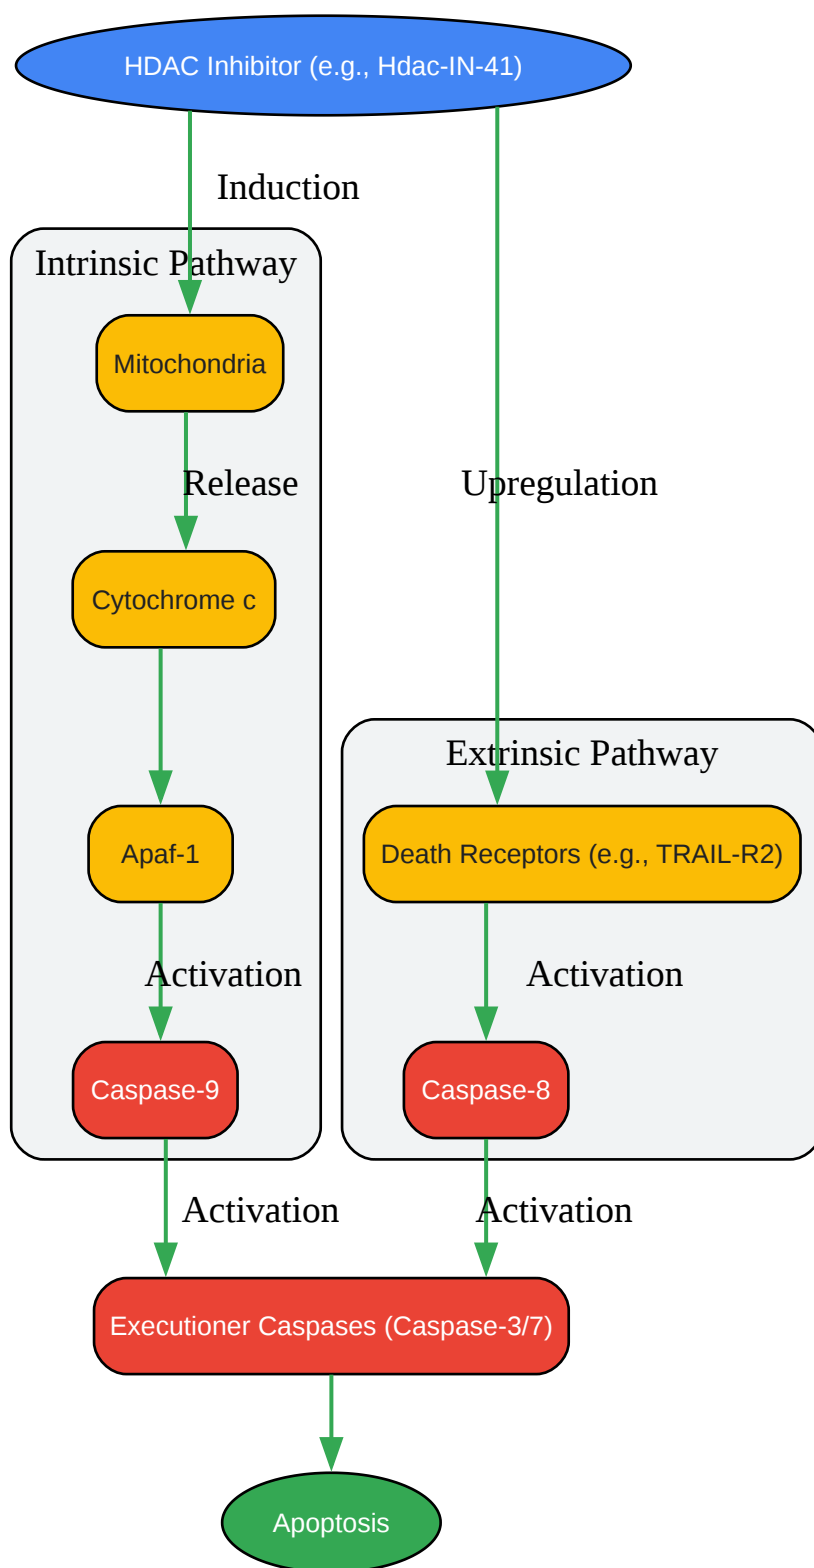 HDAC Inhibitor (e.g., Hdac-IN-41)
Induction
Intrinsic Pathway
Mitochondria
Release
Upregulation
Cytochrome c
Extrinsic Pathway
Apaf-1
Death Receptors (e.g., TRAIL-R2)
Activation
Activation
Caspase-9
Caspase-8
Activation
Activation
Executioner Caspases (Caspase-3/7)
Apoptosis